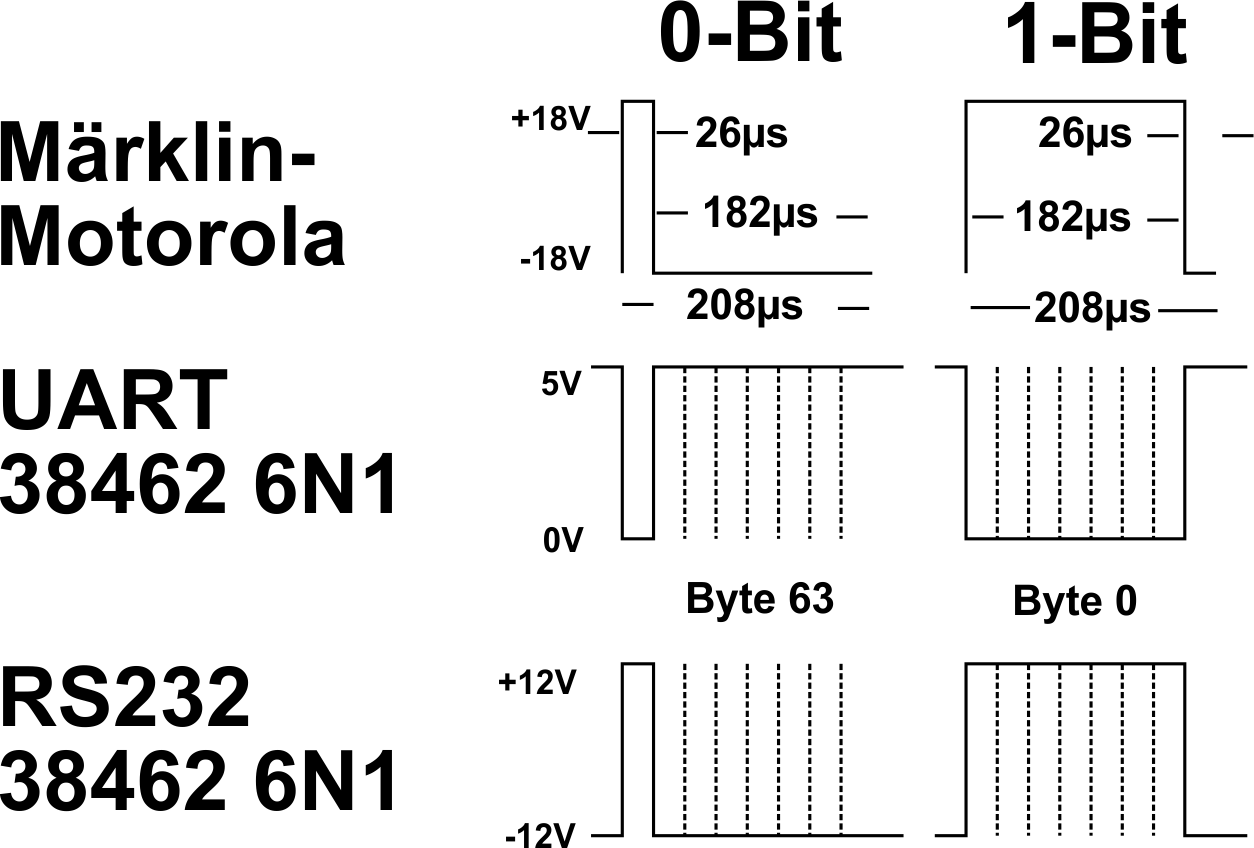 0-Bit 1-Bit
Märklin-
Motorola
+18V 26µs 26µs
182µs 182µs
-18V
208µs 208µs
UART
38462 6N1
5V
0V
Byte 63 Byte 0
RS232
38462 6N1
+12V
-12V